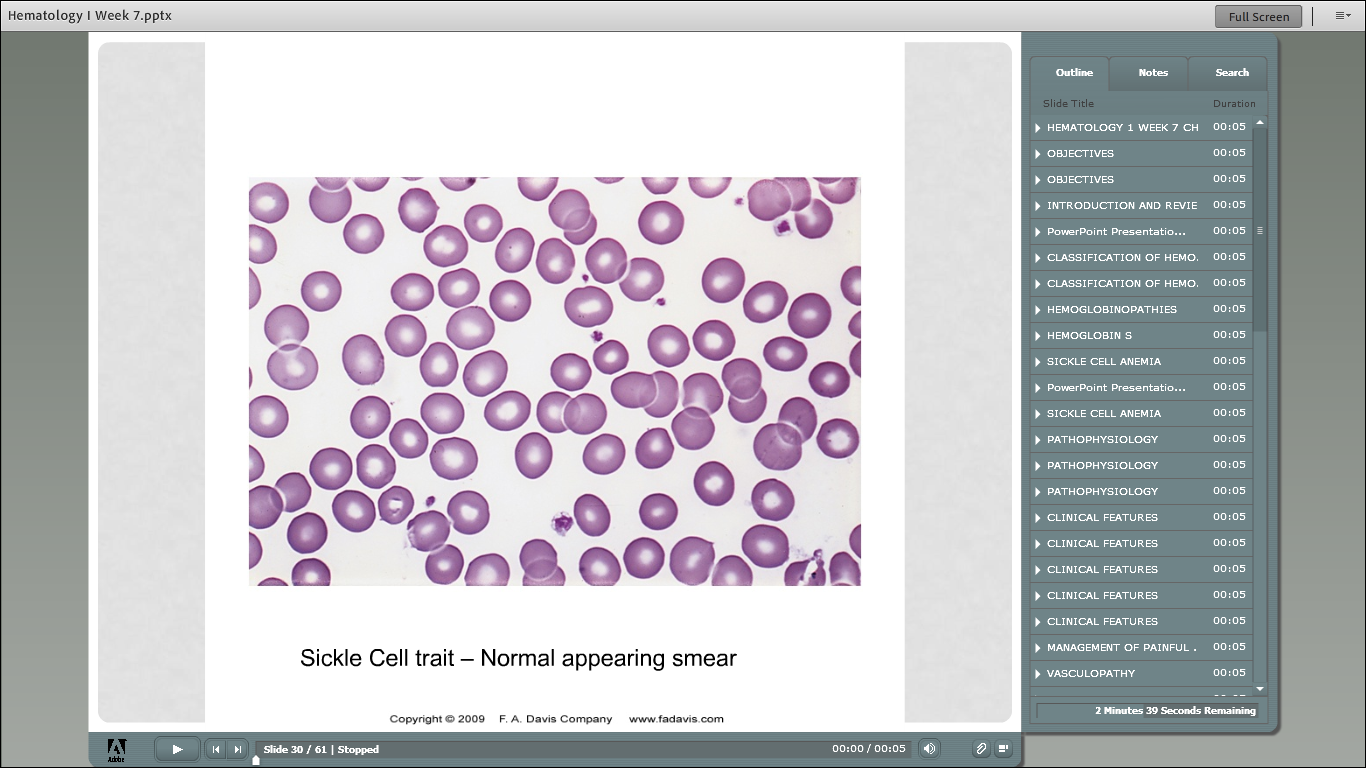 Hematology I Week 7.pptx
Full Screen
Sickle Cell trait – Normal appearing smear
Copyright © 2009 F. A. Davis Company www.fadavis.com
Outline Notes Search
Slide Title Duration
HEMATOLOGY 1 WEEK 7 CH 00:05
OBJECTIVES 00:05
OBJECTIVES 00:05
INTRODUCTION AND REVIE 00:05
PowerPoint Presentatio... 00:05
CLASSIFICATION OF HEMO. 00:05
CLASSIFICATION OF HEMO. 00:05
HEMOGLOBINOPATHIES 00:05
HEMOGLOBIN S 00:05
SICKLE CELL ANEMIA 00:05
PowerPoint Presentatio... 00:05
SICKLE CELL ANEMIA 00:05
PATHOPHYSIOLOGY 00:05
PATHOPHYSIOLOGY 00:05
PATHOPHYSIOLOGY 00:05
CLINICAL FEATURES 00:05
CLINICAL FEATURES 00:05
CLINICAL FEATURES 00:05
CLINICAL FEATURES 00:05
CLINICAL FEATURES 00:05
MANAGEMENT OF PAINFUL . 00:05
VASCULOPATHY 00:05
2 Minutes 39 Seconds Remaining
Adobe
Slide 30 / 61 | Stopped
00:00 / 00:05